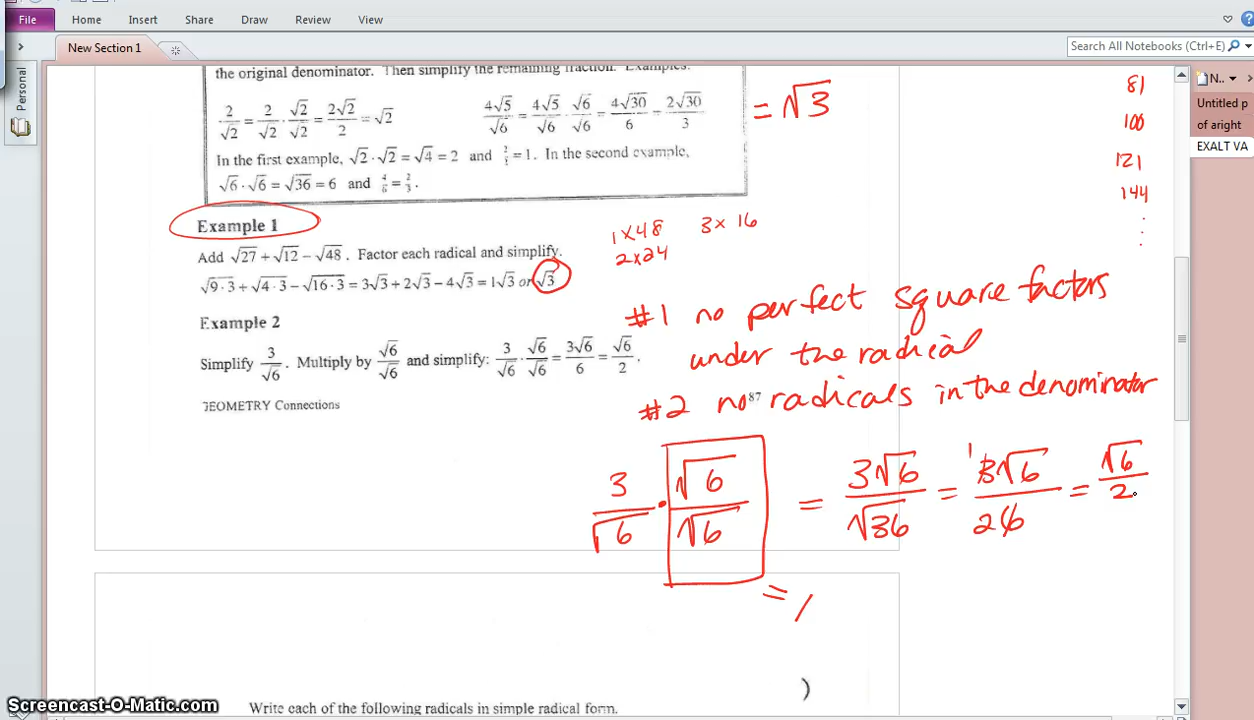 File Home Insert Share Draw Review View
New Section 1
Search All Notebooks (Ctrl+E)
Personal
N..
Untitled p
of aright
EXALT VA
the original denominator. Then simplify the remaining fraction. Examples:
2/√2 = 2/√2 · √2/√2 = 2√2/2 = √2 4√5/√6 = 4√5/√6 · √6/√6 = 4√30/6 = 2√30/3
= √3
81
100
121
144
In the first example, √2 · √2 = √4 = 2 and = 1. In the second example,
√6 · √6 = √36 = 6 and 4/6 = 2/3.
Example 1
1 x 48 3 x 16
2 x 24
Add √27 + √12 − √48. Factor each radical and simplify.
√9·3 + √4·3 − √16·3 = 3√3 + 2√3 − 4√3 = 1√3 or √3
#1 no perfect square factors
under the radical
Example 2
Simplify 3/√6. Multiply by √6/√6 and simplify: 3/√6 · √6/√6 = 3√6/6 = √6/2.
#2 no radicals in the denominator
87
GEOMETRY Connections
3/√6 · √6/√6 = 3√6/√36 = 1 3√6/2 6 = √6/2
= 1
)
Write each of the following radicals in simple radical form.
Screencast-O-Matic.com